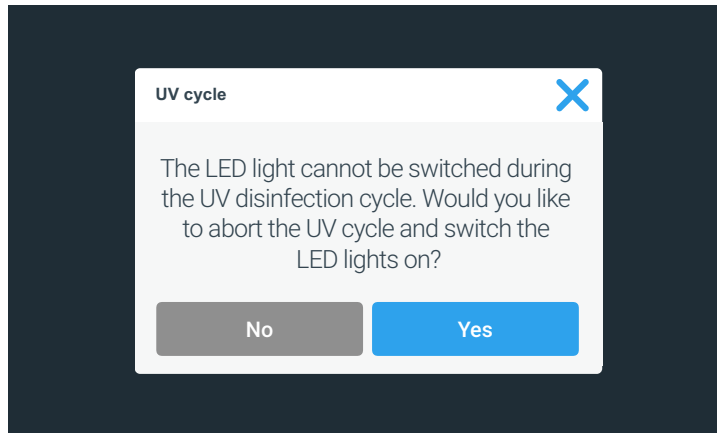 UV cycle
The LED light cannot be switched during
the UV disinfection cycle. Would you like
to abort the UV cycle and switch the
LED lights on?
No
Yes